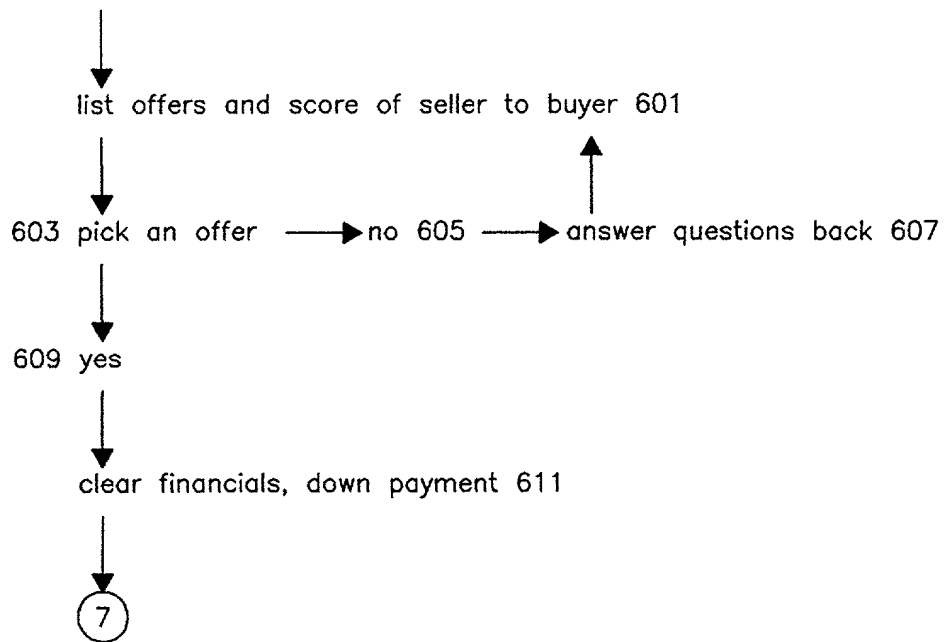 list offers and score of seller to buyer 601
603 pick an offer no 605 answer questions back 607
609 yes
clear financials, down payment 611
7